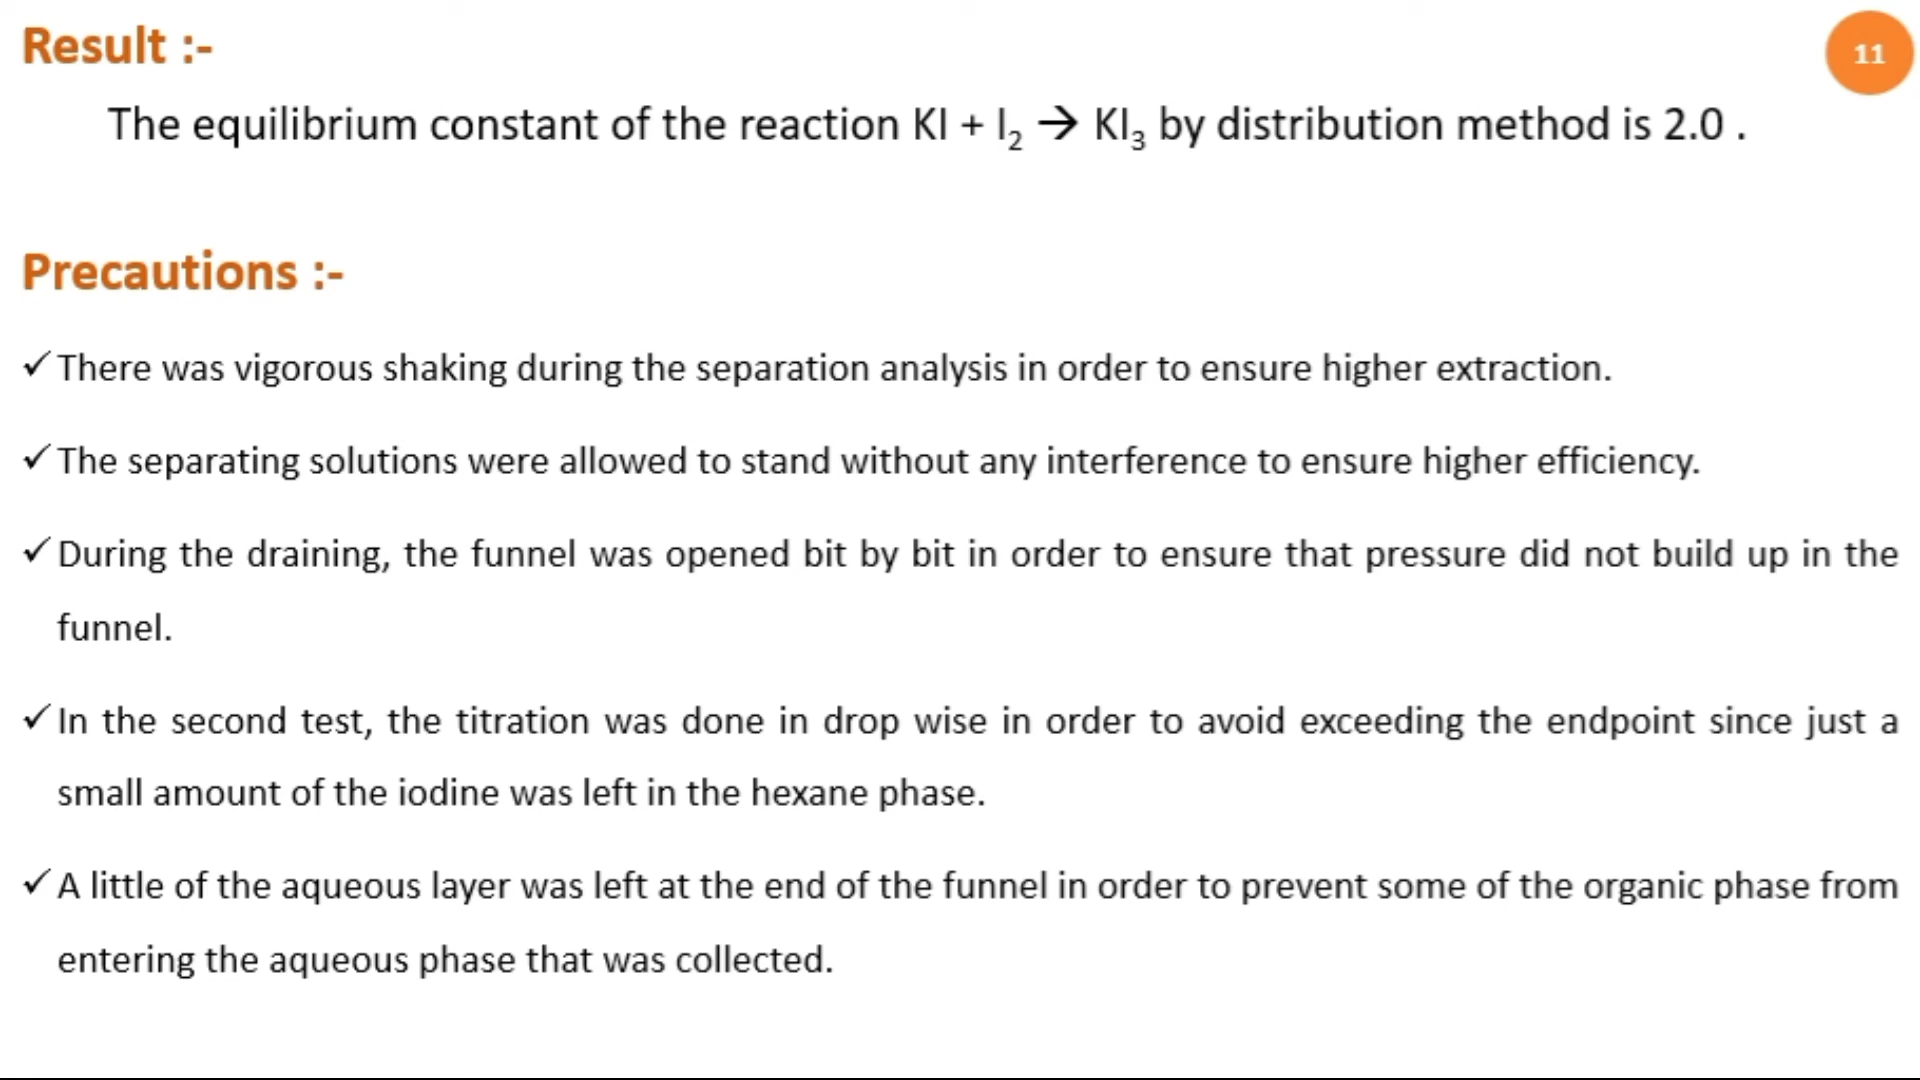 Result :-
11
The equilibrium constant of the reaction KI + I₂ → KI₃ by distribution method is 2.0 .
Precautions :-
✓ There was vigorous shaking during the separation analysis in order to ensure higher extraction.
✓ The separating solutions were allowed to stand without any interference to ensure higher efficiency.
✓ During the draining, the funnel was opened bit by bit in order to ensure that pressure did not build up in the
funnel.
✓ In the second test, the titration was done in drop wise in order to avoid exceeding the endpoint since just a
small amount of the iodine was left in the hexane phase.
✓ A little of the aqueous layer was left at the end of the funnel in order to prevent some of the organic phase from
entering the aqueous phase that was collected.